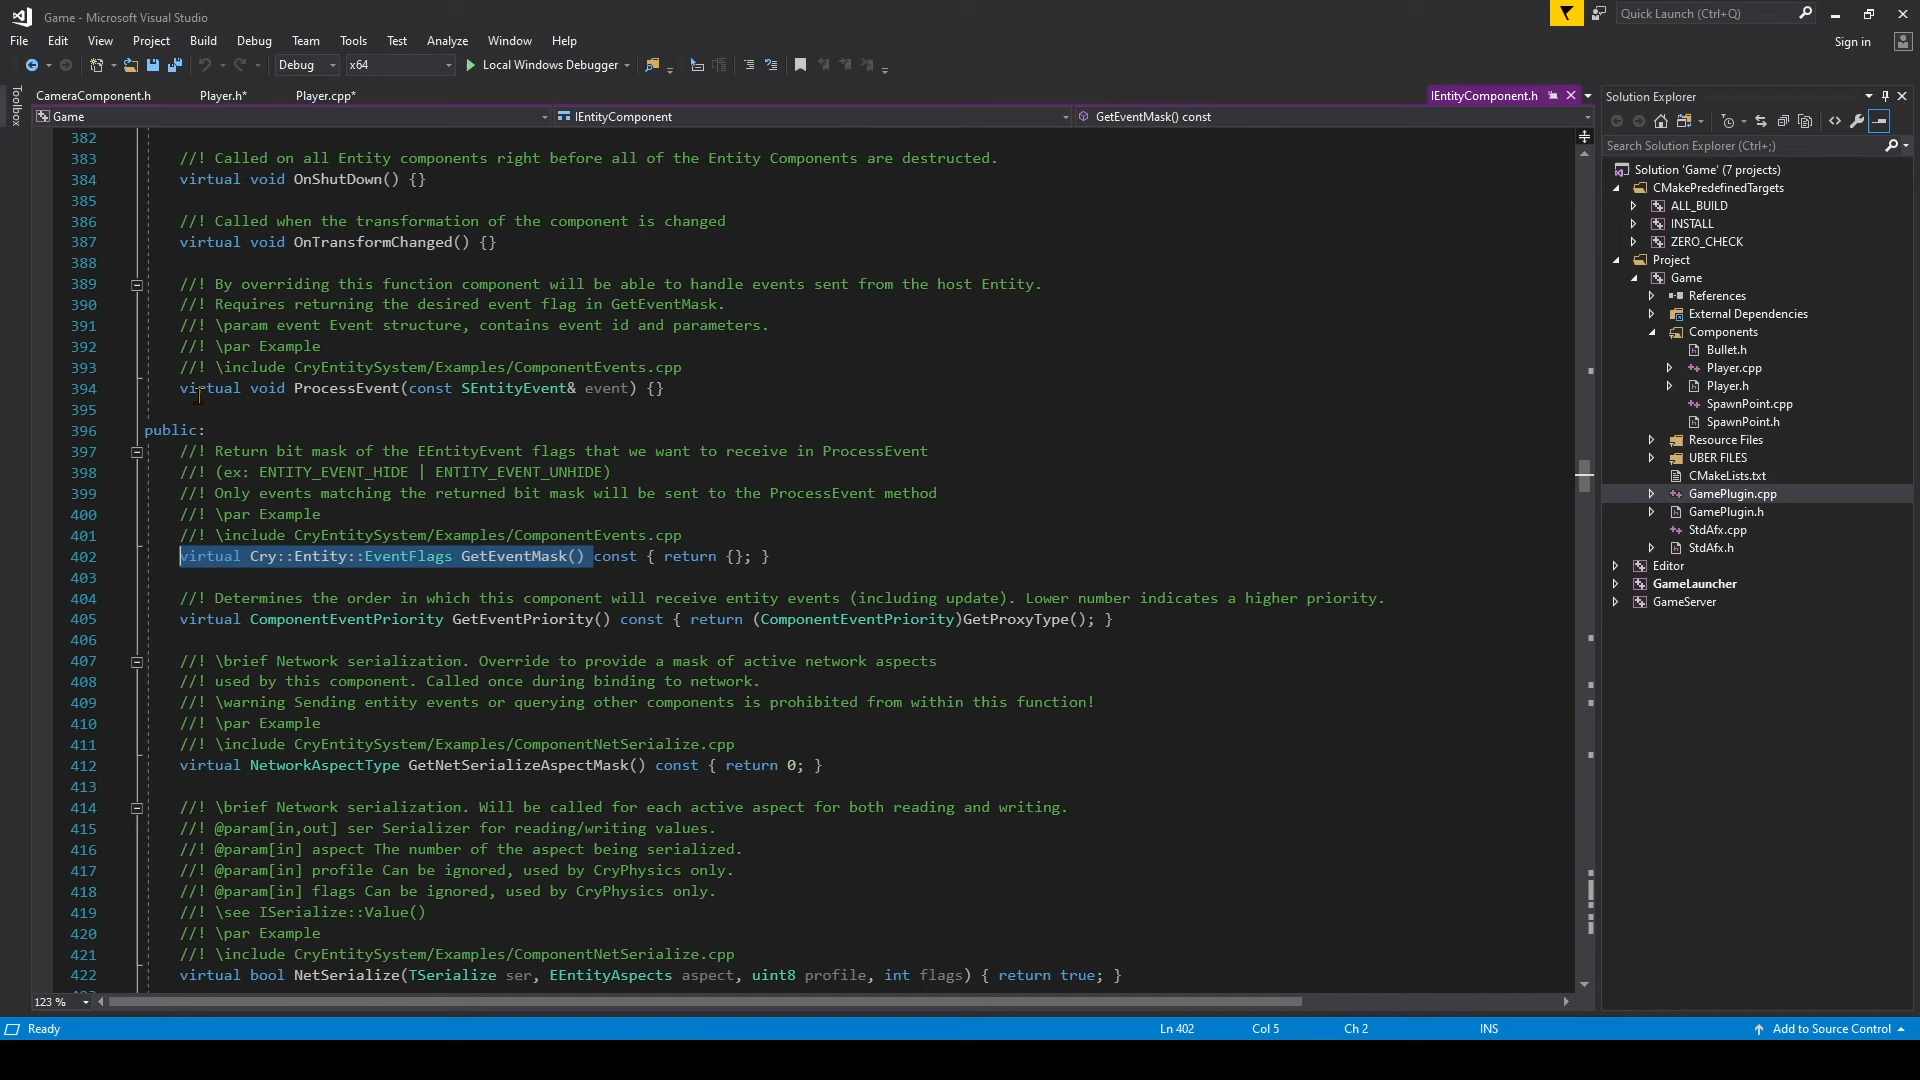 Game - Microsoft Visual Studio
Quick Launch (Ctrl+Q)
File Edit View Project Build Debug Team Tools Test Analyze Window Help
Sign in
Debug x64 Local Windows Debugger
Toolbox
CameraComponent.h Player.h* Player.cpp* IEntityComponent.h
Game IEntityComponent GetEventMask() const
382
383 //! Called on all Entity components right before all of the Entity Components are destructed.
384 virtual void OnShutDown() {}
385
386 //! Called when the transformation of the component is changed
387 virtual void OnTransformChanged() {}
388
389 //! By overriding this function component will be able to handle events sent from the host Entity.
390 //! Requires returning the desired event flag in GetEventMask.
391 //! \param event Event structure, contains event id and parameters.
392 //! \par Example
393 //! \include CryEntitySystem/Examples/ComponentEvents.cpp
394 virtual void ProcessEvent(const SEntityEvent& event) {}
395
396 public:
397 //! Return bit mask of the EEntityEvent flags that we want to receive in ProcessEvent
398 //! (ex: ENTITY_EVENT_HIDE | ENTITY_EVENT_UNHIDE)
399 //! Only events matching the returned bit mask will be sent to the ProcessEvent method
400 //! \par Example
401 //! \include CryEntitySystem/Examples/ComponentEvents.cpp
402 virtual Cry::Entity::EventFlags GetEventMask() const { return {}; }
403
404 //! Determines the order in which this component will receive entity events (including update). Lower number indicates a higher priority.
405 virtual ComponentEventPriority GetEventPriority() const { return (ComponentEventPriority)GetProxyType(); }
406
407 //! \brief Network serialization. Override to provide a mask of active network aspects
408 //! used by this component. Called once during binding to network.
409 //! \warning Sending entity events or querying other components is prohibited from within this function!
410 //! \par Example
411 //! \include CryEntitySystem/Examples/ComponentNetSerialize.cpp
412 virtual NetworkAspectType GetNetSerializeAspectMask() const { return 0; }
413
414 //! \brief Network serialization. Will be called for each active aspect for both reading and writing.
415 //! @param[in,out] ser Serializer for reading/writing values.
416 //! @param[in] aspect The number of the aspect being serialized.
417 //! @param[in] profile Can be ignored, used by CryPhysics only.
418 //! @param[in] flags Can be ignored, used by CryPhysics only.
419 //! \see ISerialize::Value()
420 //! \par Example
421 //! \include CryEntitySystem/Examples/ComponentNetSerialize.cpp
422 virtual bool NetSerialize(TSerialize ser, EEntityAspects aspect, uint8 profile, int flags) { return true; }
123 %
Solution Explorer
Search Solution Explorer (Ctrl+;)
Solution 'Game' (7 projects)
CMakePredefinedTargets
ALL_BUILD
INSTALL
ZERO_CHECK
Project
Game
References
External Dependencies
Components
Bullet.h
Player.cpp
Player.h
SpawnPoint.cpp
SpawnPoint.h
Resource Files
UBER FILES
CMakeLists.txt
GamePlugin.cpp
GamePlugin.h
StdAfx.cpp
StdAfx.h
Editor
GameLauncher
GameServer
Ready Ln 402 Col 5 Ch 2 INS Add to Source Control